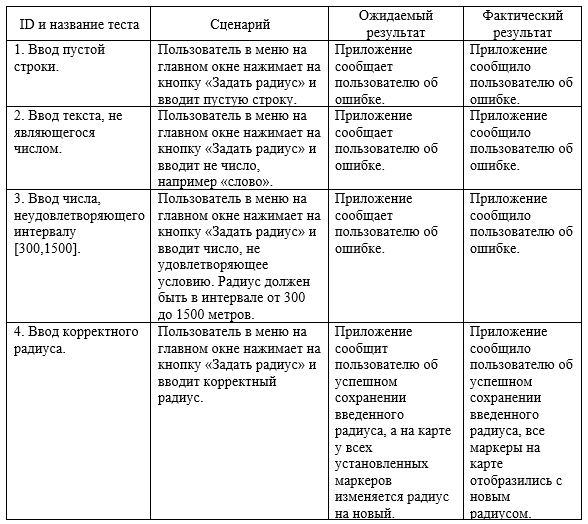 ID и название теста
Сценарий
Ожидаемый
результат
Фактический
результат
1. Ввод пустой
строки.
Пользователь в меню на
главном окне нажимает на
кнопку «Задать радиус» и
вводит пустую строку.
Приложение
сообщает
пользователю об
ошибке.
Приложение
сообщило
пользователю об
ошибке.
2. Ввод текста, не
являющегося
числом.
Пользователь в меню на
главном окне нажимает на
кнопку «Задать радиус» и
вводит не число,
например «слово».
Приложение
сообщает
пользователю об
ошибке.
Приложение
сообщило
пользователю об
ошибке.
3. Ввод числа,
неудовлетворяющего
интервалу
[300,1500].
Пользователь в меню на
главном окне нажимает на
кнопку «Задать радиус» и
вводит число, не
удовлетворяющее
условию. Радиус должен
быть в интервале от 300
до 1500 метров.
Приложение
сообщает
пользователю об
ошибке.
Приложение
сообщило
пользователю об
ошибке.
4. Ввод корректного
радиуса.
Пользователь в меню на
главном окне нажимает на
кнопку «Задать радиус» и
вводит корректный
радиус.
Приложение
сообщит
пользователю об
успешном
сохранении
введенного
радиуса, а на карте
у всех
установленных
маркеров
изменяется радиус
на новый.
Приложение
сообщило
пользователю об
успешном
сохранении
введенного
радиуса, все
маркеры на
карте
отобразились с
новым
радиусом.